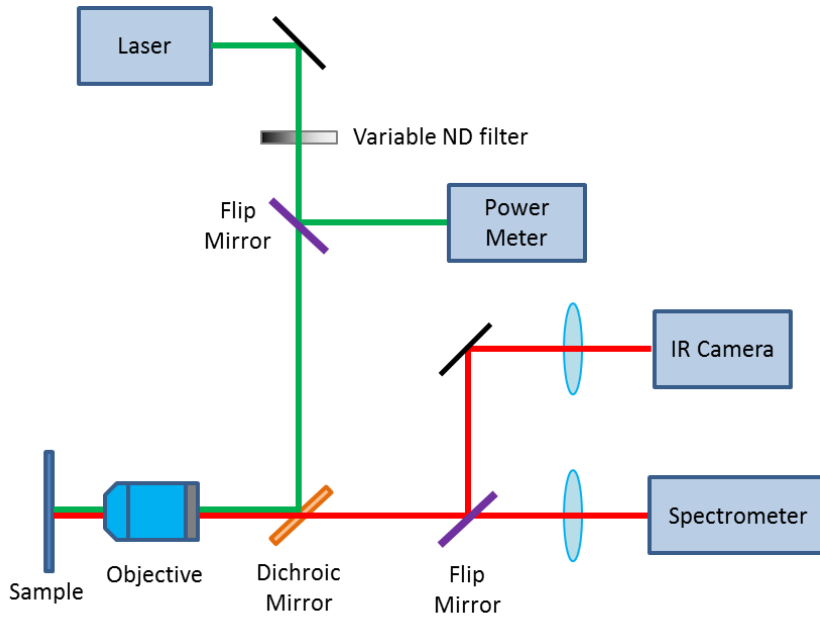 Laser
Variable ND filter
Flip
Mirror
Power
Meter
IR Camera
Spectrometer
Sample
Objective
Dichroic
Mirror
Flip
Mirror